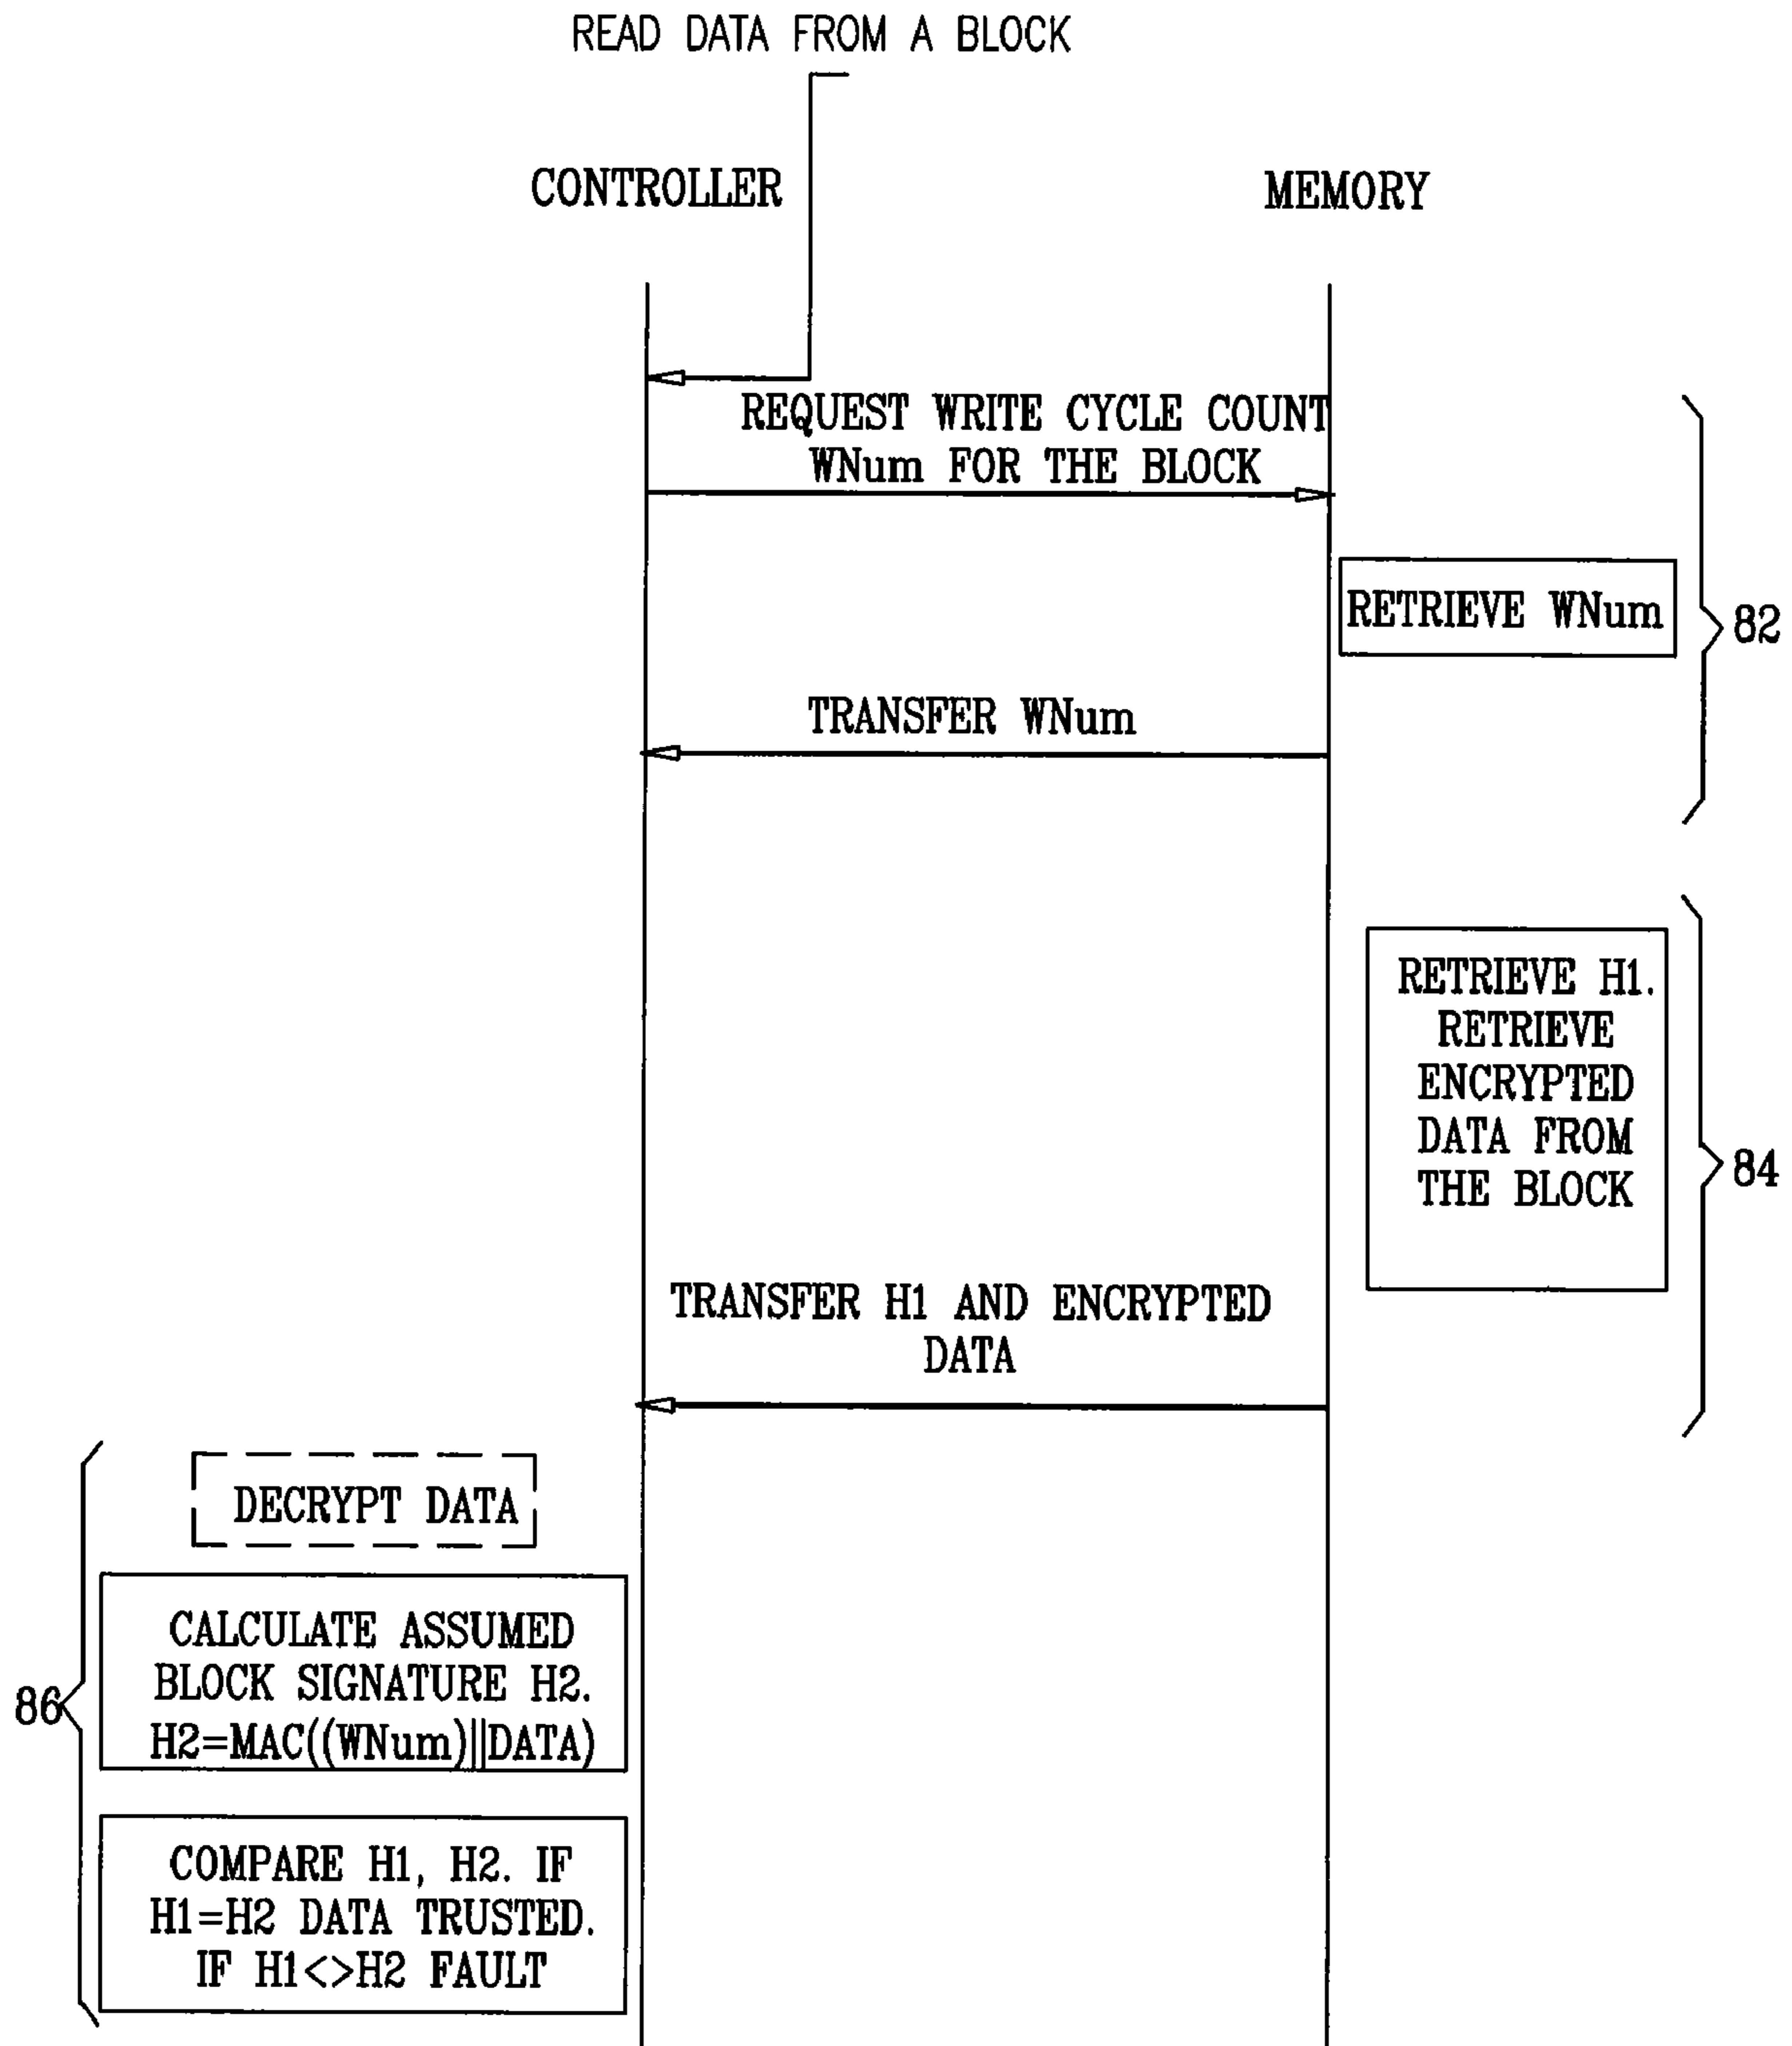 READ DATA FROM A BLOCK
CONTROLLER
MEMORY
REQUEST WRITE CYCLE COUNT
WNum FOR THE BLOCK
RETRIEVE WNum
82
TRANSFER WNum
RETRIEVE H1.
RETRIEVE
ENCRYPTED
DATA FROM
THE BLOCK
84
TRANSFER H1 AND ENCRYPTED
DATA
DECRYPT DATA
CALCULATE ASSUMED
BLOCK SIGNATURE H2.
H2=MAC((WNum)||DATA)
86
COMPARE H1, H2. IF
H1=H2 DATA TRUSTED.
IF H1<>H2 FAULT